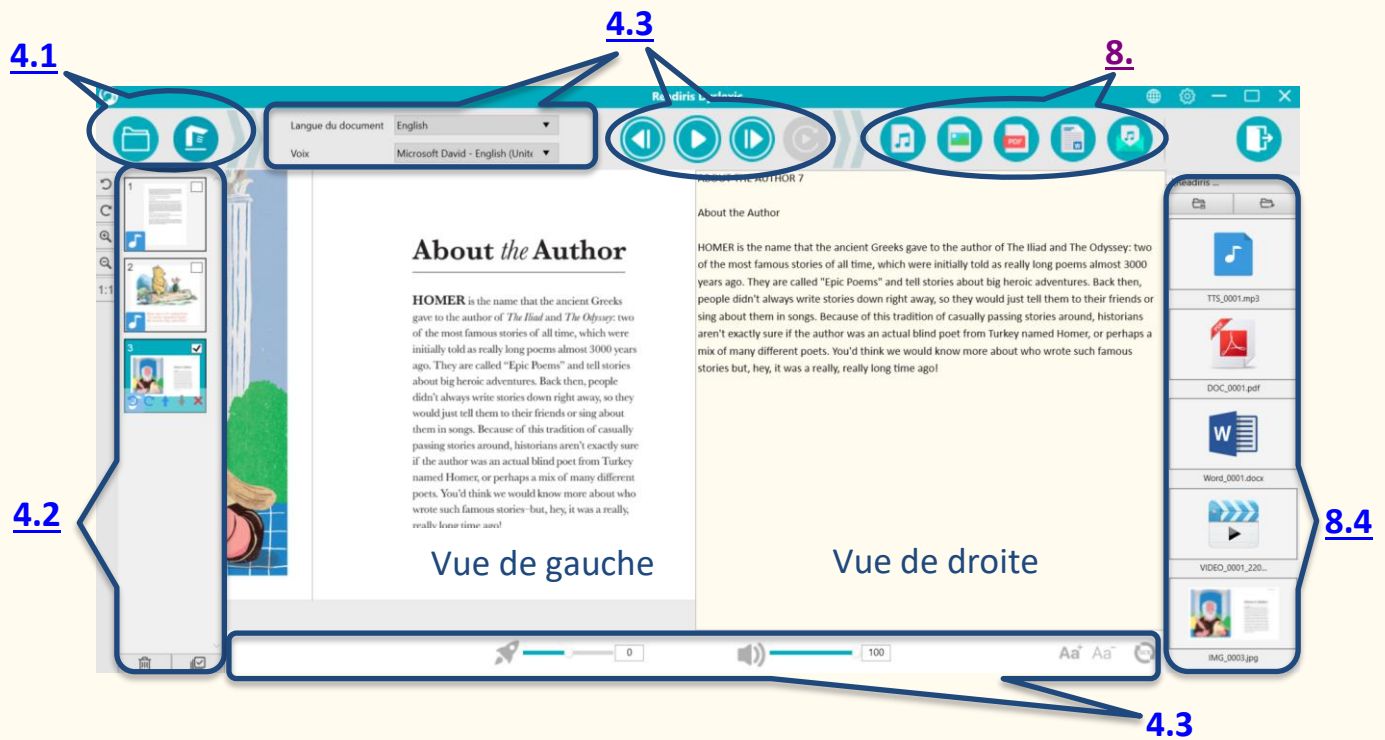 4.3
4.1
8.
Readiris Dyslexic
Langue du document English
Voix Microsoft David - English (Unite
PDF
W
Readiris ...
1
2
3
1:1
About the Author
HOMER is the name that the ancient Greeks
gave to the author of The Iliad and The Odyssey: two
of the most famous stories of all time, which were
initially told as really long poems almost 3000 years
ago. They are called "Epic Poems" and tell stories
about big heroic adventures. Back then, people
didn't always write stories down right away, so they
would just tell them to their friends or sing about
them in songs. Because of this tradition of casually
passing stories around, historians aren't exactly sure
if the author was an actual blind poet from Turkey
named Homer, or perhaps a mix of many different
poets. You'd think we would know more about who
wrote such famous stories–but, hey, it was a really,
really long time ago!
Vue de gauche
ABOUT THE AUTHOR 7
About the Author
HOMER is the name that the ancient Greeks gave to the author of The Iliad and The Odyssey: two
of the most famous stories of all time, which were initially told as really long poems almost 3000
years ago. They are called "Epic Poems" and tell stories about big heroic adventures. Back then,
people didn't always write stories down right away, so they would just tell them to their friends or
sing about them in songs. Because of this tradition of casually passing stories around, historians
aren't exactly sure if the author was an actual blind poet from Turkey named Homer, or perhaps a
mix of many different poets. You'd think we would know more about who wrote such famous
stories but, hey, it was a really, really long time ago!
Vue de droite
TTS_0001.mp3
PDF
DOC_0001.pdf
W
Word_0001.docx
VIDEO_0001_220...
IMG_0003.jpg
4.2
8.4
0
100
Aa+ Aa-
4.3